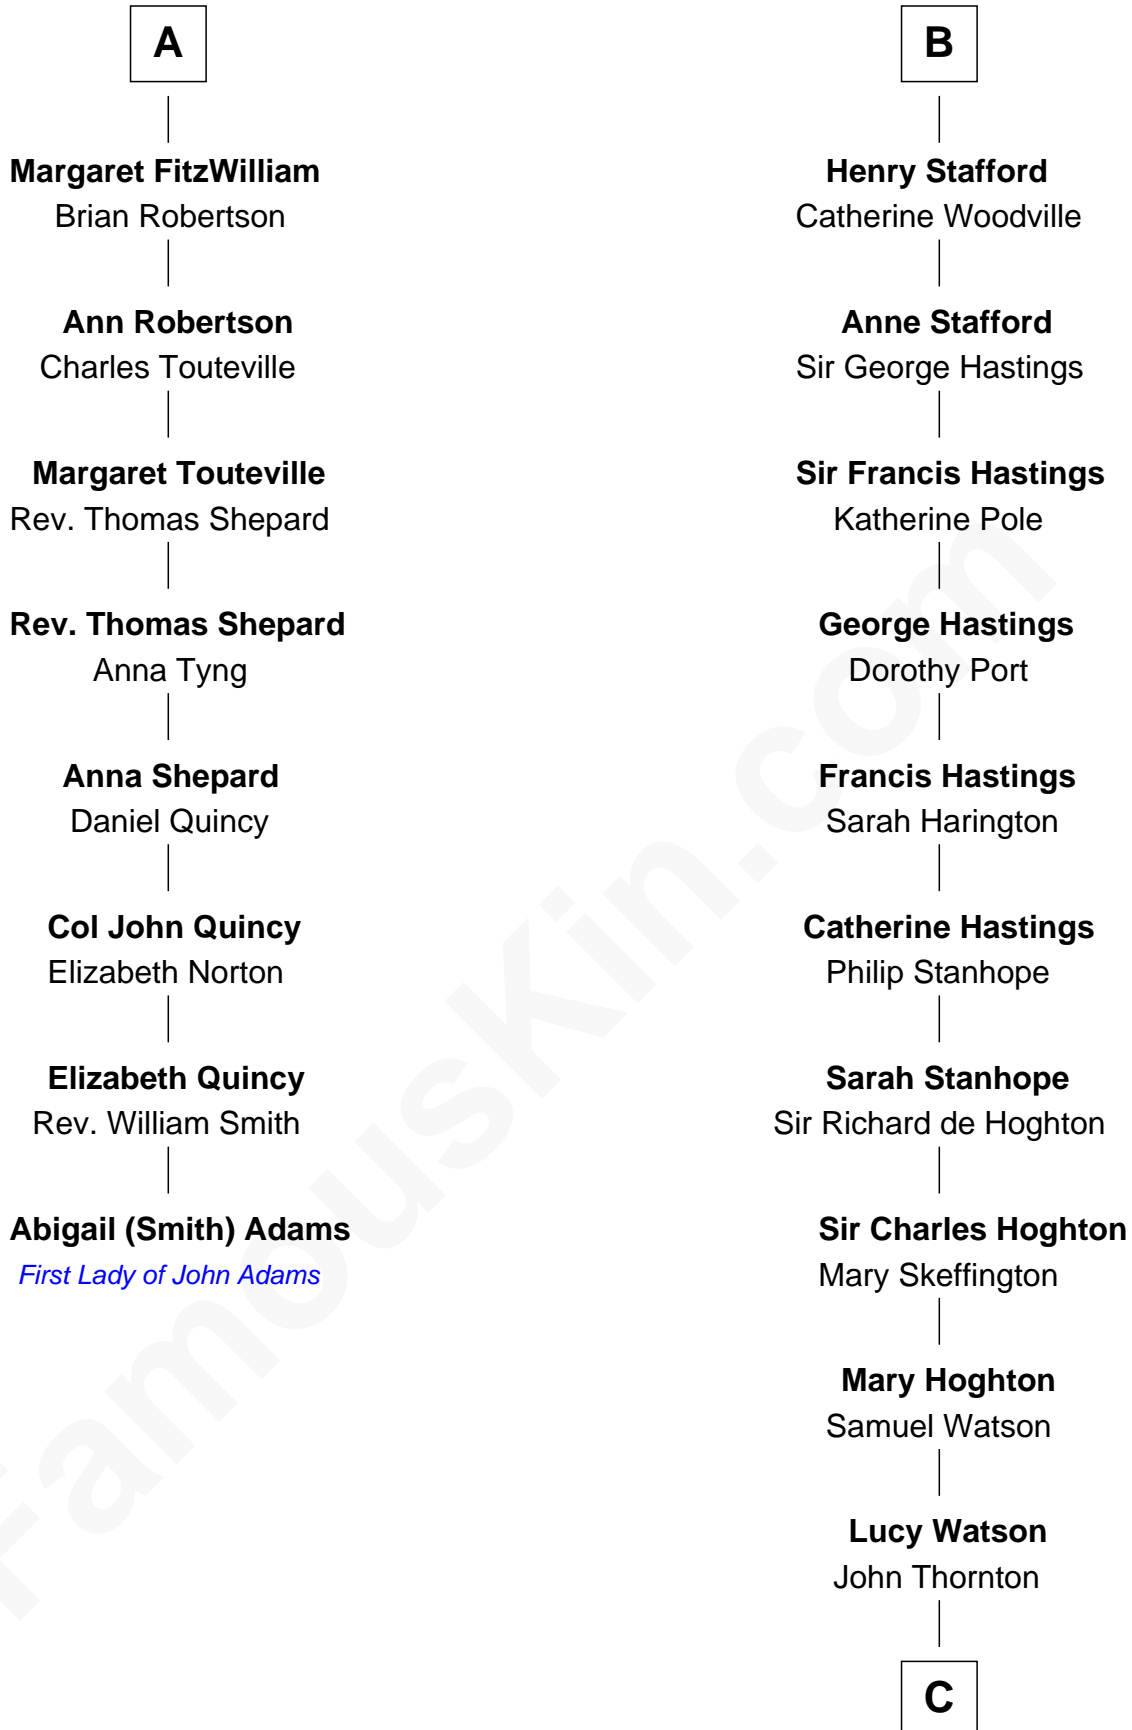 A
Margaret FitzWilliam
Brian Robertson
Ann Robertson
Charles Touteville
Margaret Touteville
Rev. Thomas Shepard
Rev. Thomas Shepard
Anna Tyng
Anna Shepard
Daniel Quincy
Col John Quincy
Elizabeth Norton
Elizabeth Quincy
Rev. William Smith
Abigail (Smith) Adams
First Lady of John Adams
B
Henry Stafford
Catherine Woodville
Anne Stafford
Sir George Hastings
Sir Francis Hastings
Katherine Pole
George Hastings
Dorothy Port
Francis Hastings
Sarah Harington
Catherine Hastings
Philip Stanhope
Sarah Stanhope
Sir Richard de Hoghton
Sir Charles Hoghton
Mary Skeffington
Mary Hoghton
Samuel Watson
Lucy Watson
John Thornton
C
FamousKin.com